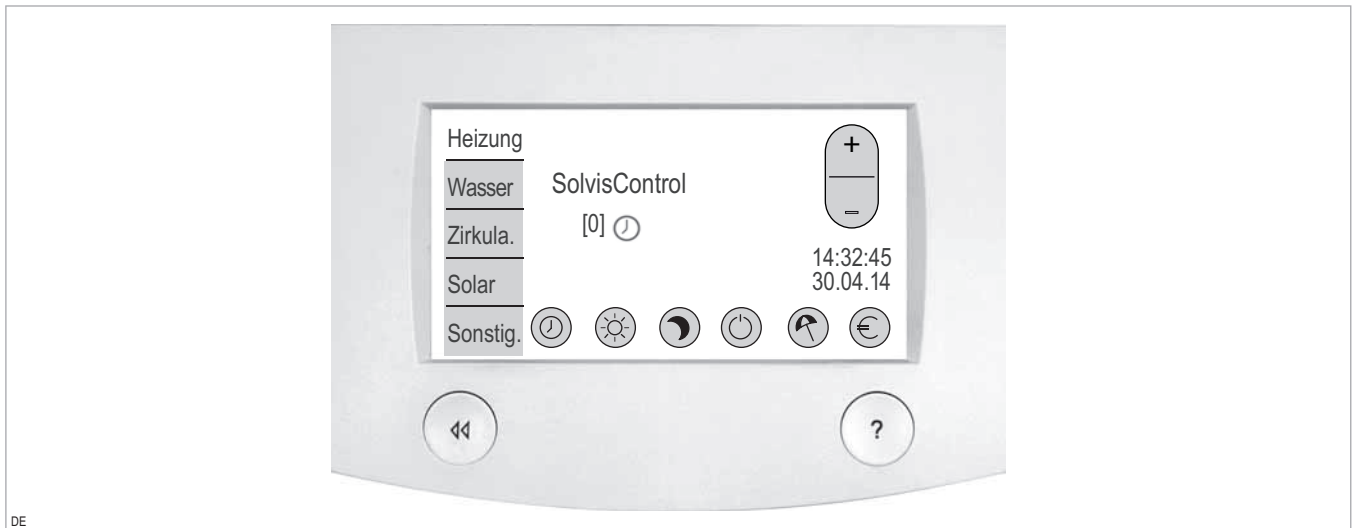 Heizung
Wasser
Zirkula.
Solar
Sonstig.
SolvisControl
[0]
+
–
14:32:45
30.04.14
€
?
DE